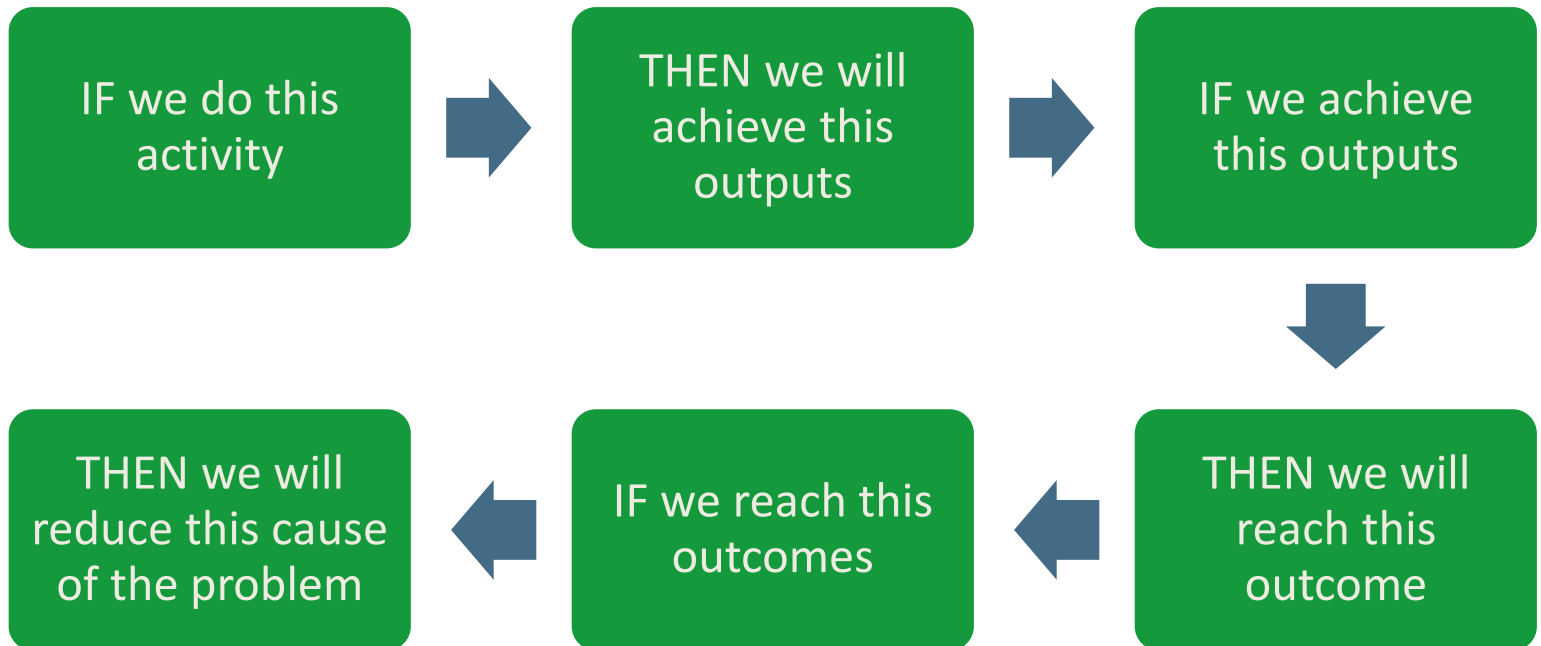 IF we do this
activity
THEN we will
achieve this
outputs
IF we achieve
this outputs
THEN we will
reach this
outcome
IF we reach this
outcomes
THEN we will
reduce this cause
of the problem